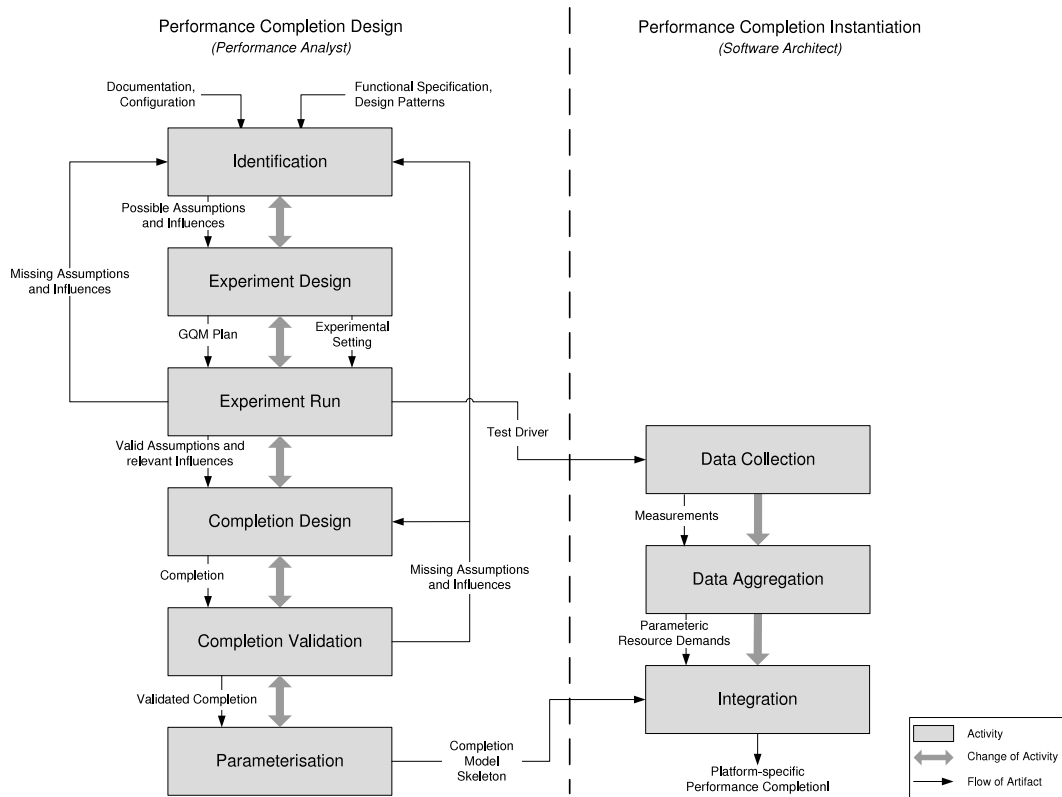 Performance Completion Design
(Performance Analyst)
Performance Completion Instantiation
(Software Architect)
Documentation,
Configuration
Functional Specification,
Design Patterns
Identification
Possible Assumptions
and Influences
Experiment Design
Missing Assumptions
and Influences
GQM Plan
Experimental
Setting
Experiment Run
Test Driver
Valid Assumptions and
relevant Influences
Data Collection
Measurements
Completion Design
Completion
Missing Assumptions
and Influences
Data Aggregation
Parameteric
Resource Demands
Completion Validation
Validated Completion
Integration
Parameterisation
Completion
Model
Skeleton
Platform-specific
Performance Completionl
Activity
Change of Activity
Flow of Artifact